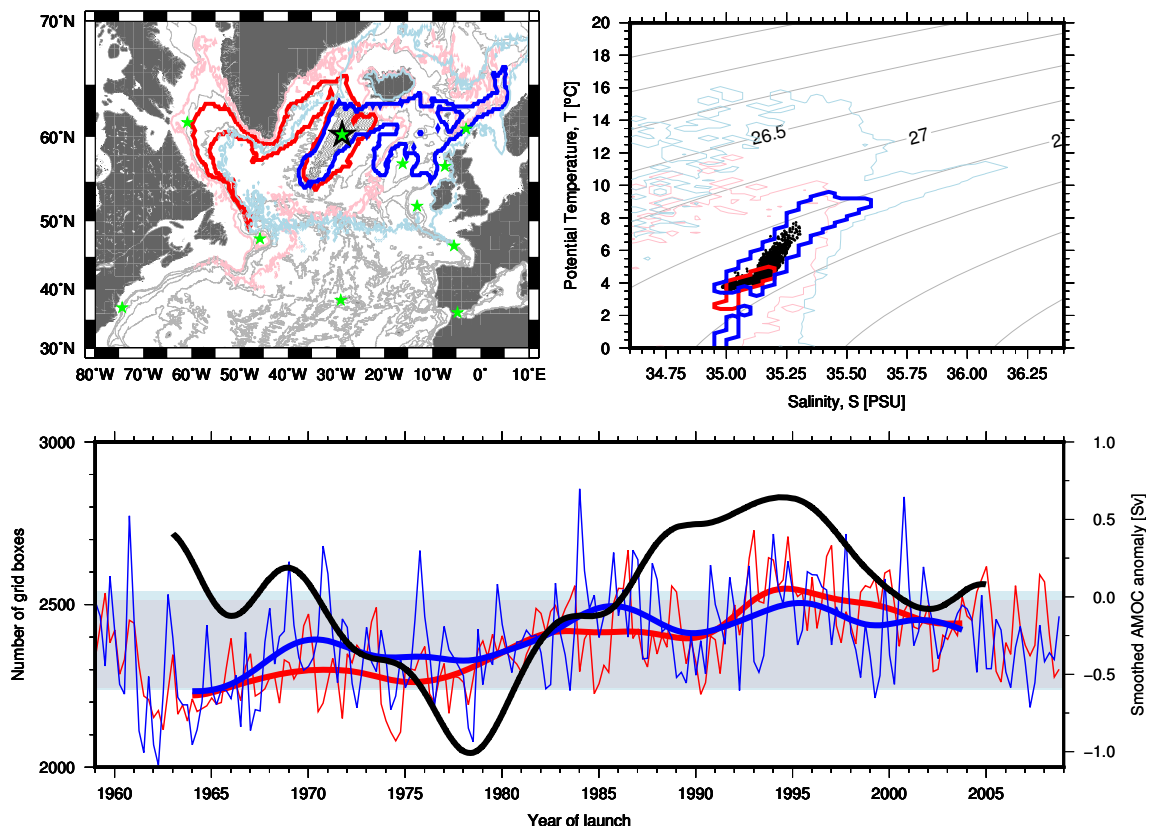 70˚N
60˚N
50˚N
40˚N
30˚N
80˚W 70˚W 60˚W 50˚W 40˚W 30˚W 20˚W 10˚W 0˚ 10˚E
20
18
16
14
12
10
8
6
4
2
0
Potential Temperature, T [ºC]
26.5
27
2
34.75 35.00 35.25 35.50 35.75 36.00 36.25
Salinity, S [PSU]
3000
2500
2000
Number of grid boxes
1.0
0.5
0.0
−0.5
−1.0
Smoothed AMOC anomaly [Sv]
1960 1965 1970 1975 1980 1985 1990 1995 2000 2005
Year of launch